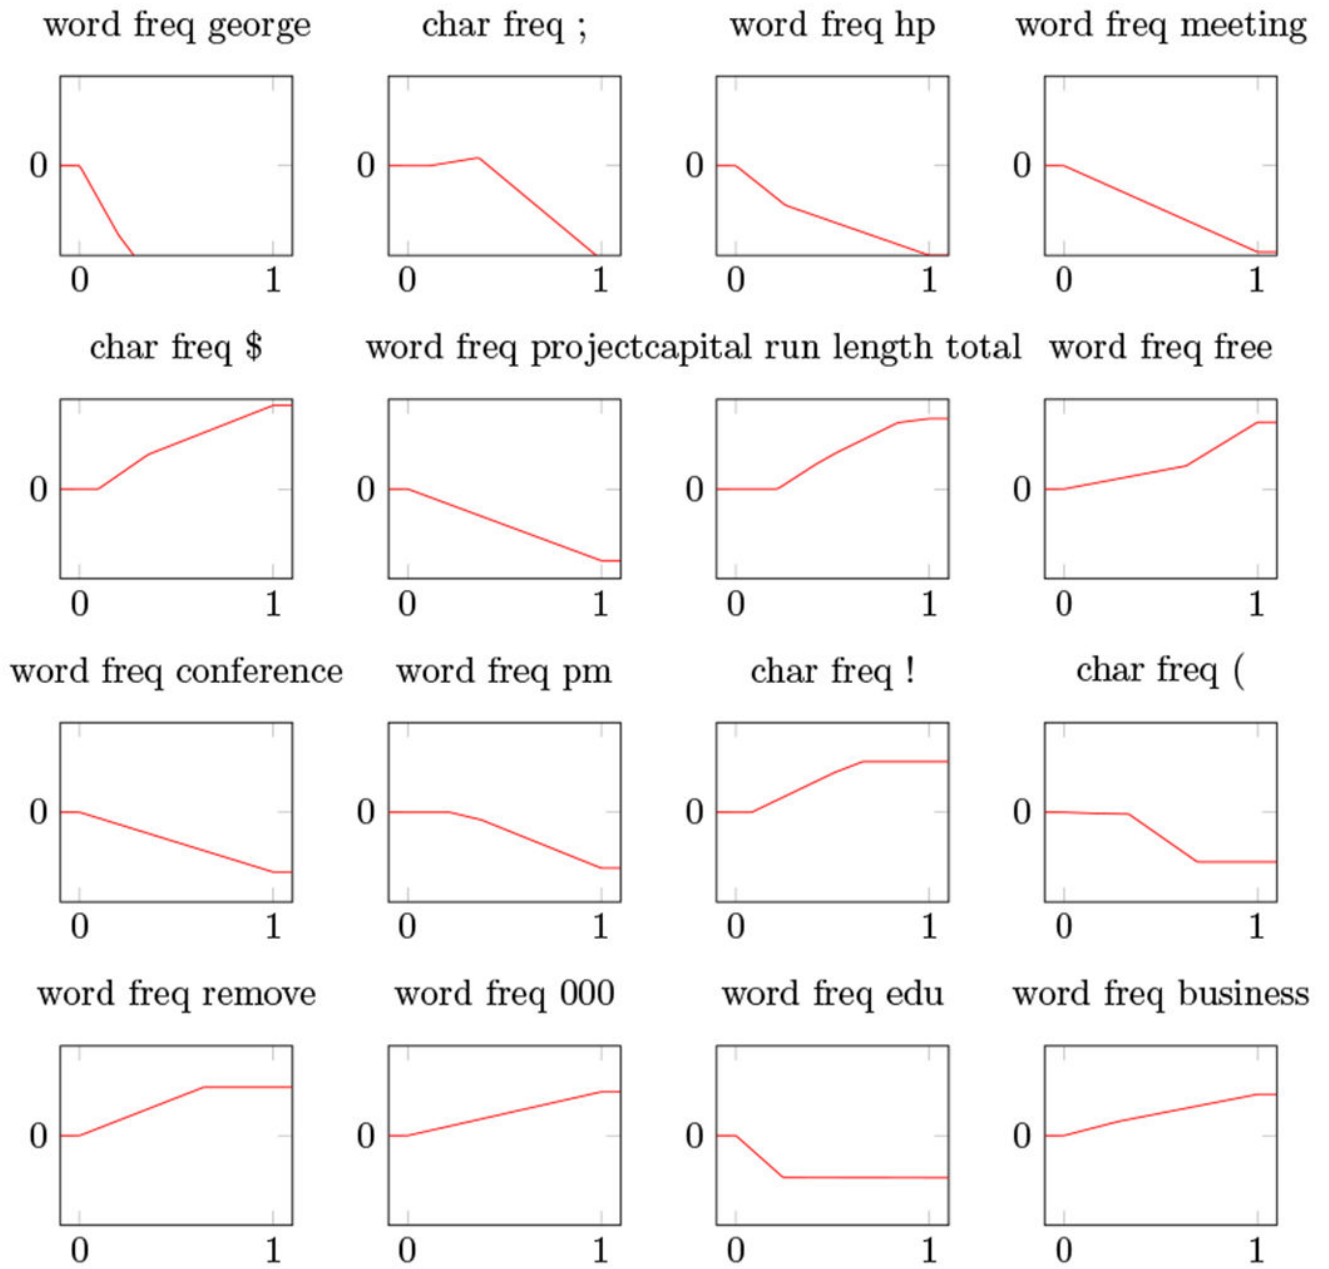 word freq george
char freq ;
word freq hp
word freq meeting
0
0
0
0
0 1
0 1
0 1
0 1
char freq $
word freq projectcapital run length total
word freq free
0
0
0
0
0 1
0 1
0 1
0 1
word freq conference
word freq pm
char freq !
char freq (
0
0
0
0
0 1
0 1
0 1
0 1
word freq remove
word freq 000
word freq edu
word freq business
0
0
0
0
0 1
0 1
0 1
0 1